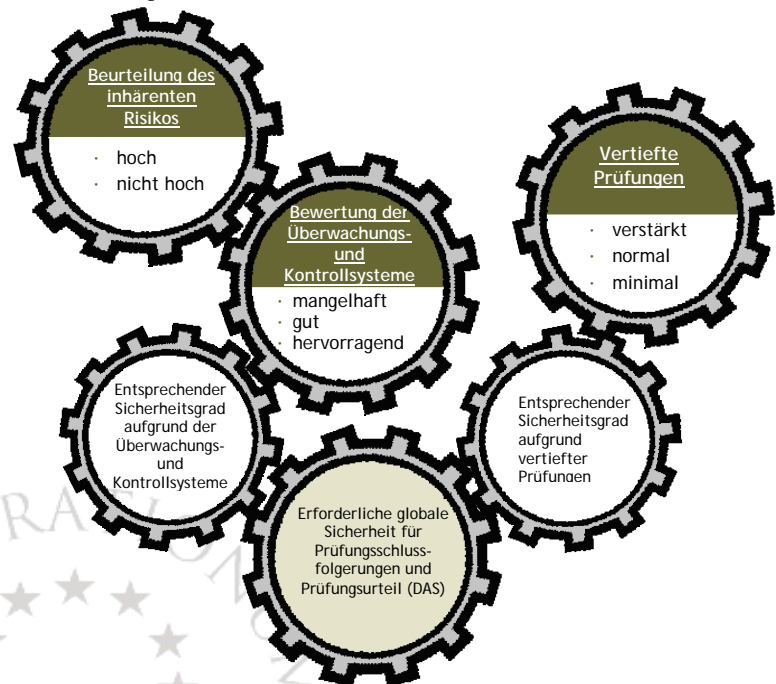 Beurteilung des
inhärenten
Risikos
· hoch
· nicht hoch
Bewertung der
Überwachungs-
und
Kontrollsysteme
· mangelhaft
· gut
· hervorragend
Vertiefte
Prüfungen
· verstärkt
· normal
· minimal
Entsprechender
Sicherheitsgrad
aufgrund der
Überwachungs-
und
Kontrollsysteme
Entsprechender
Sicherheitsgrad
aufgrund
vertiefter
Prüfungen
Erforderliche globale
Sicherheit für
Prüfungsschluss-
folgerungen und
Prüfungsurteil (DAS)